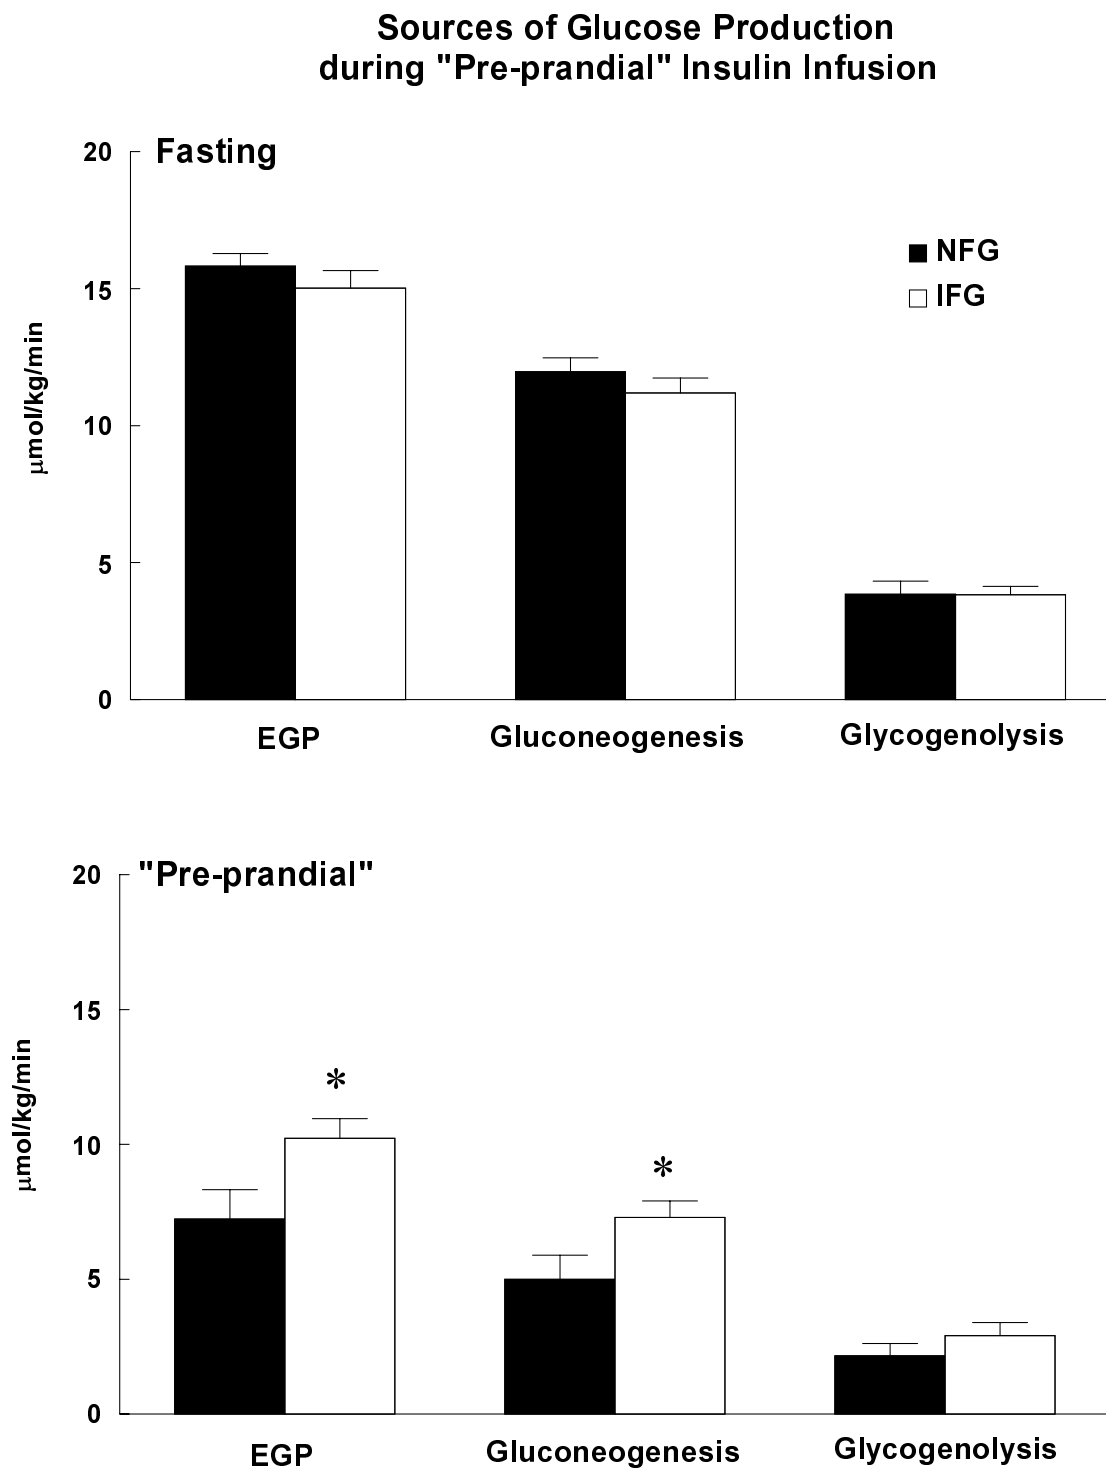 Sources of Glucose Production
during "Pre-prandial" Insulin Infusion
Fasting
20
15
10
5
0
μmol/kg/min
NFG
IFG
EGP
Gluconeogenesis
Glycogenolysis
"Pre-prandial"
20
15
10
5
0
μmol/kg/min
*
*
EGP
Gluconeogenesis
Glycogenolysis